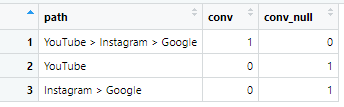 path conv conv_null
1 YouTube > Instagram > Google 1 0
2 YouTube 0 1
3 Instagram > Google 0 1